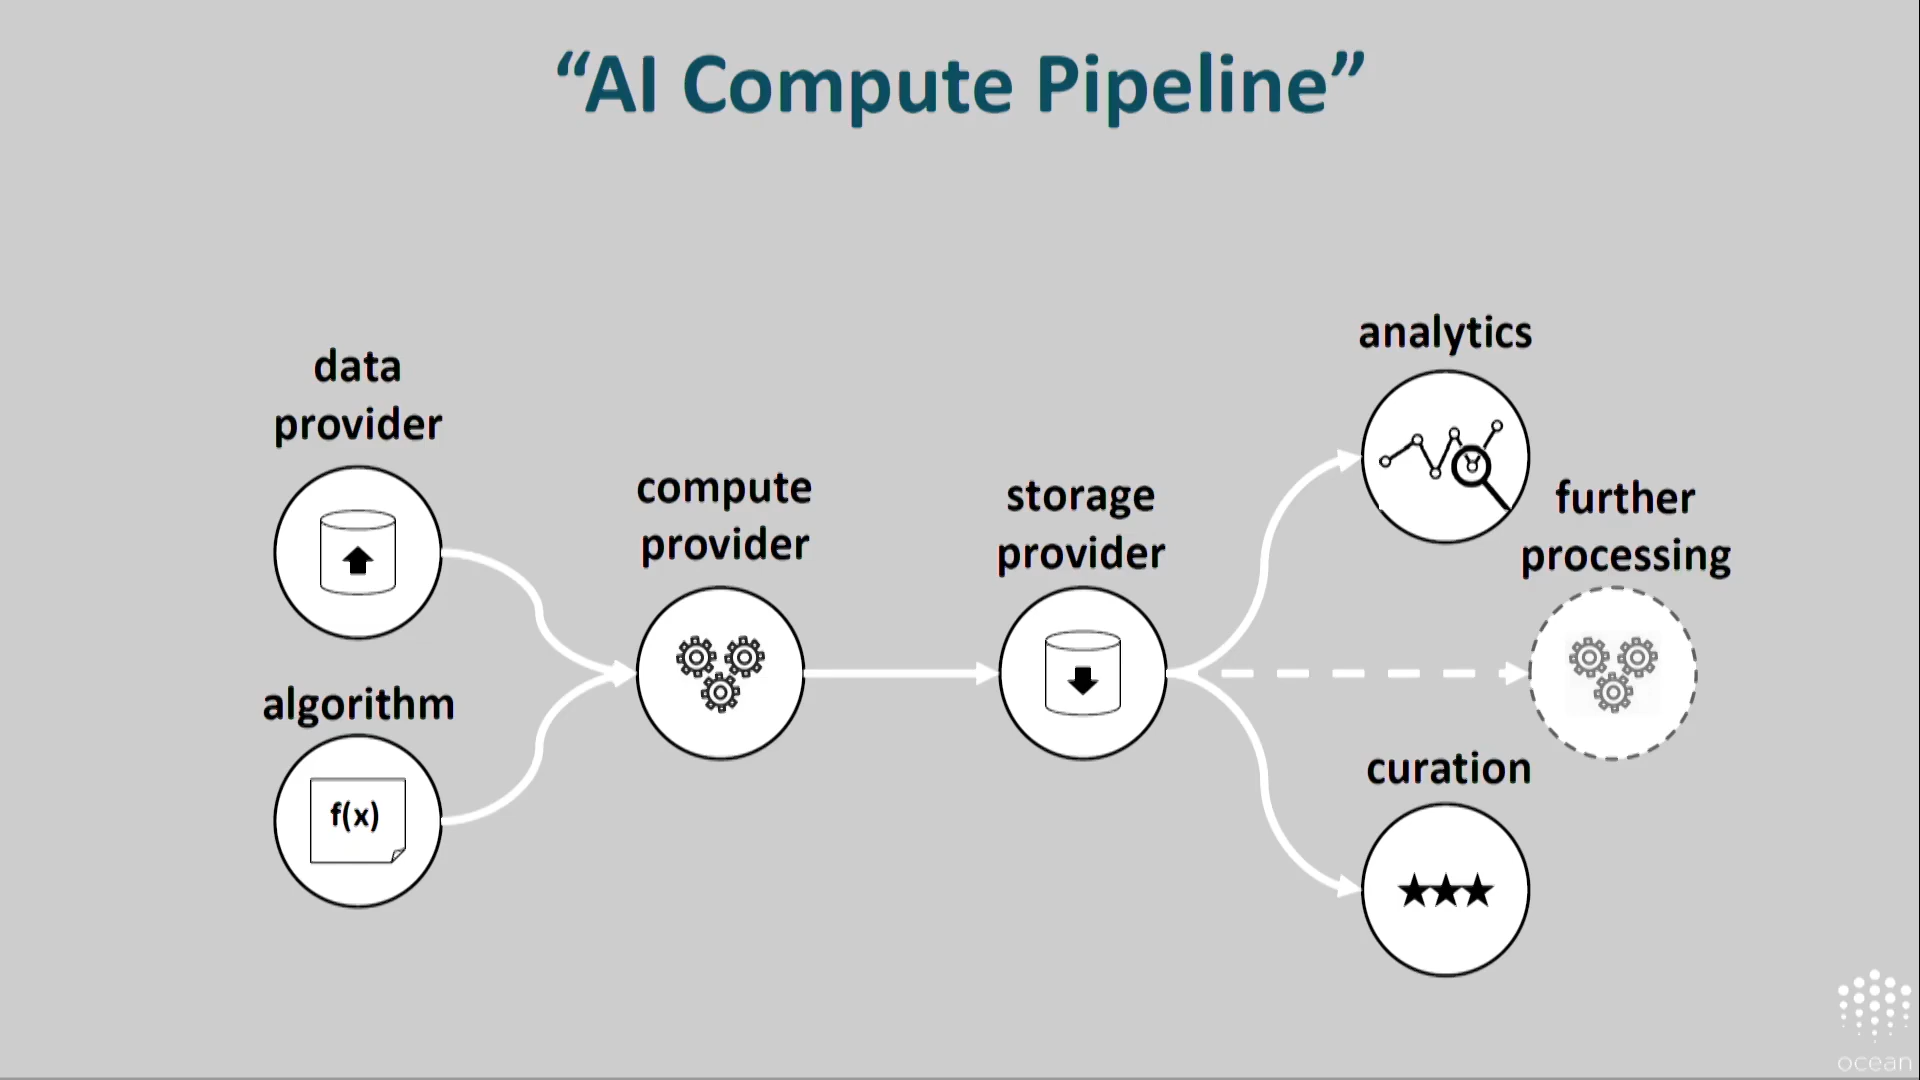 “AI Compute Pipeline”
data
provider
algorithm
f(x)
compute
provider
storage
provider
analytics
further
processing
curation
ocean